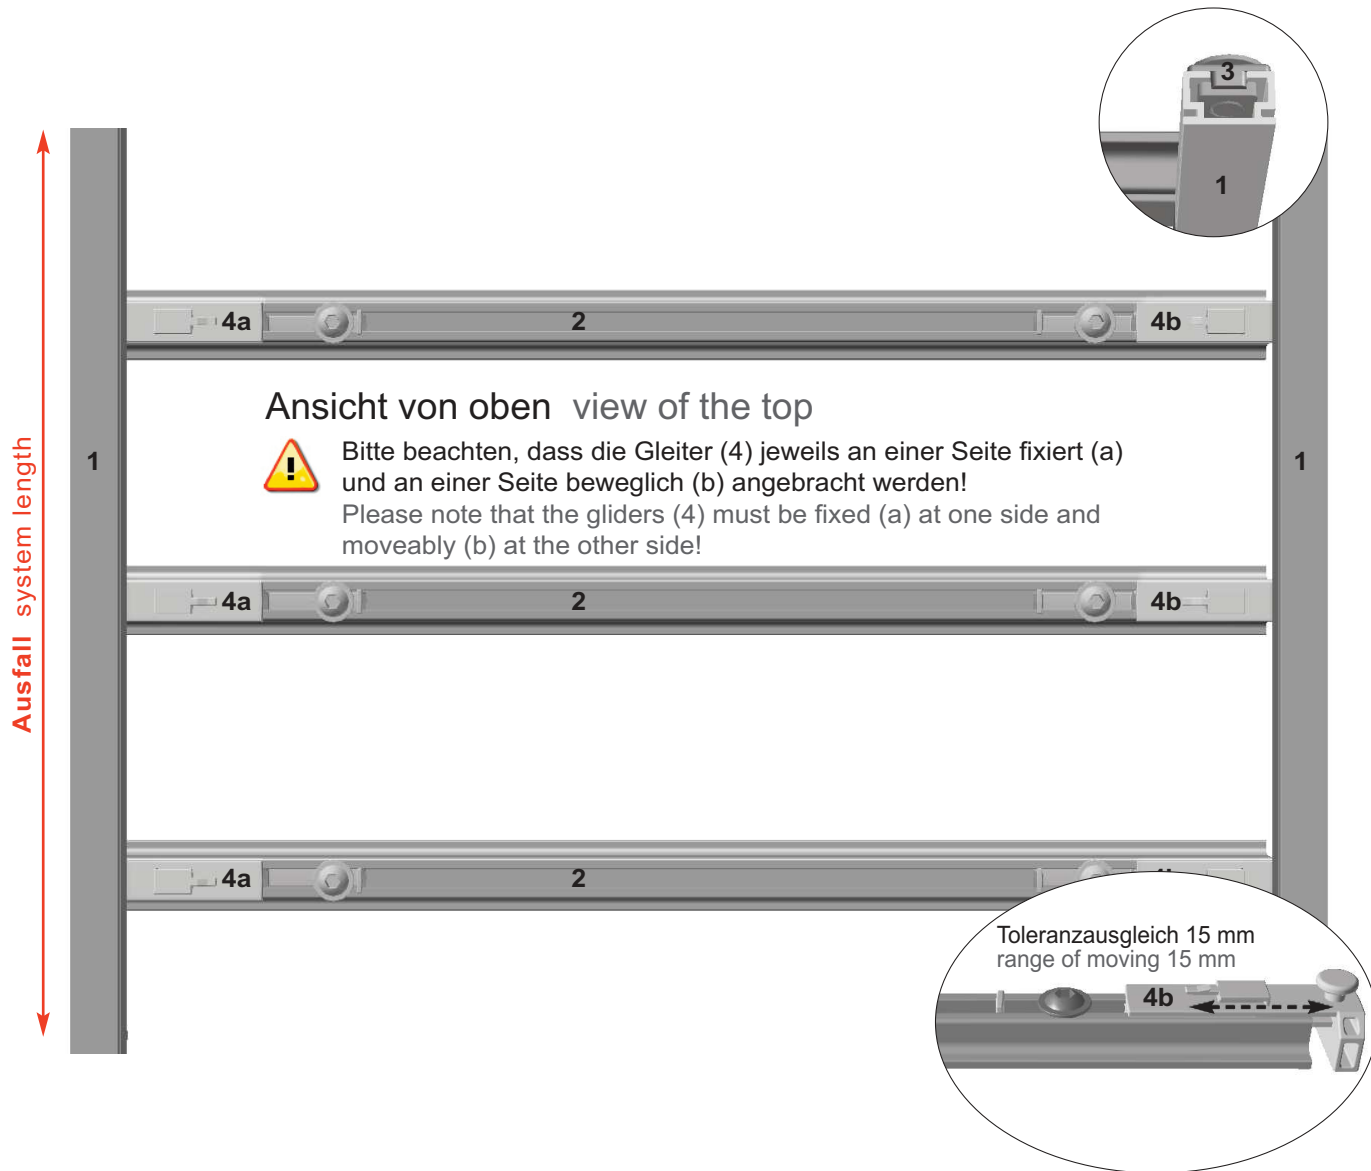 3
1
4a 2 4b
Ansicht von oben view of the top
!
Bitte beachten, dass die Gleiter (4) jeweils an einer Seite fixiert (a)
und an einer Seite beweglich (b) angebracht werden!
Please note that the gliders (4) must be fixed (a) at one side and
moveably (b) at the other side!
1
1
Ausfall system length
4a 2 4b
4a 2
Toleranzausgleich 15 mm
range of moving 15 mm
4b